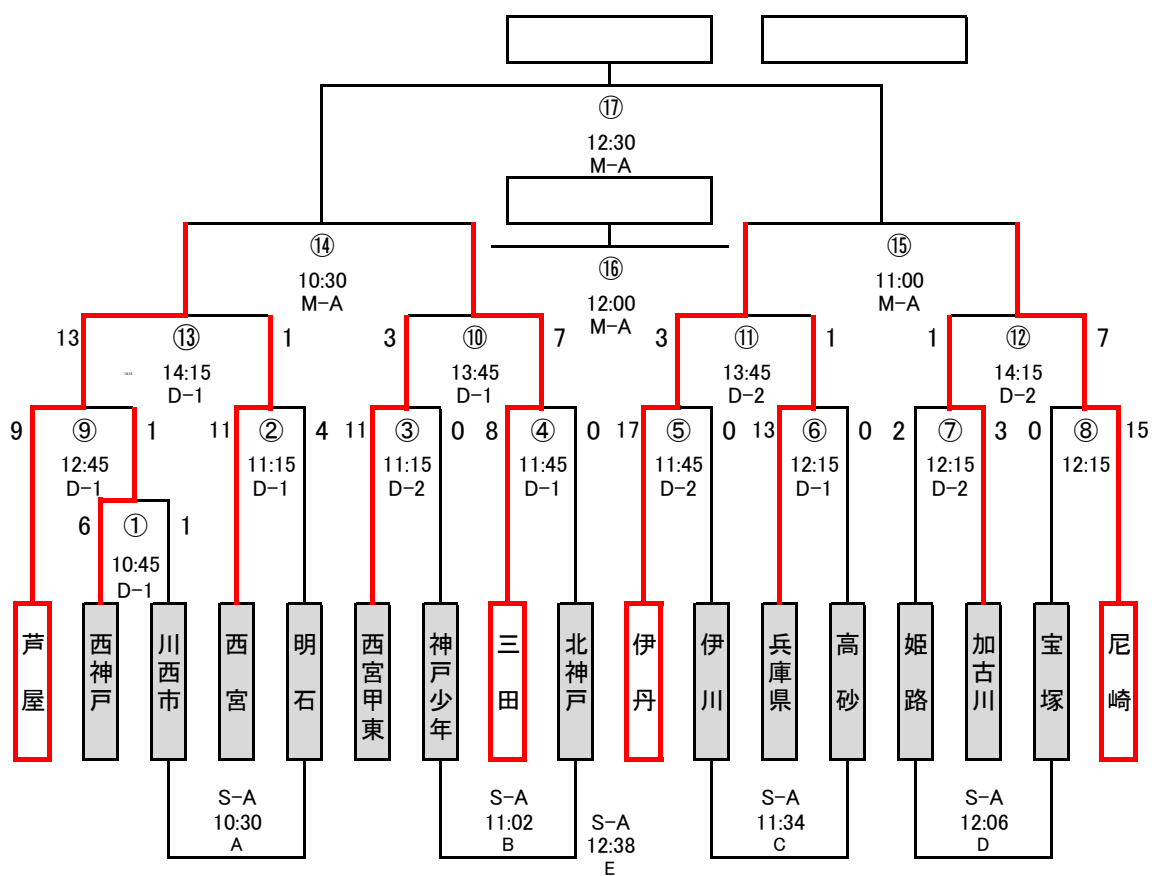 ⑰
12:30
M-A
⑭
10:30
M-A
⑯
12:00
M-A
⑮
11:00
M-A
13 ⑬ 1
14:15
D-1
3 ⑩ 7
13:45
D-1
3 ⑪ 1
13:45
D-2
1 ⑫ 7
14:15
D-2
9 ⑨ 1
12:45
D-1
11 ② 4
11:15
D-1
11 ③ 0
11:15
D-2
8 ④ 0
11:45
D-1
17 ⑤ 0
11:45
D-2
13 ⑥ 0
12:15
D-1
2 ⑦ 3
12:15
D-2
0 ⑧ 15
12:15
6 ① 1
10:45
D-1
芦屋
西神戸
川西市
西宮
明石
西宮甲東
神戸少年
三田
北神戸
伊丹
伊川
兵庫県
高砂
姫路
加古川
宝塚
尼崎
S-A
10:30
A
S-A
11:02
B
S-A
12:38
E
S-A
11:34
C
S-A
12:06
D